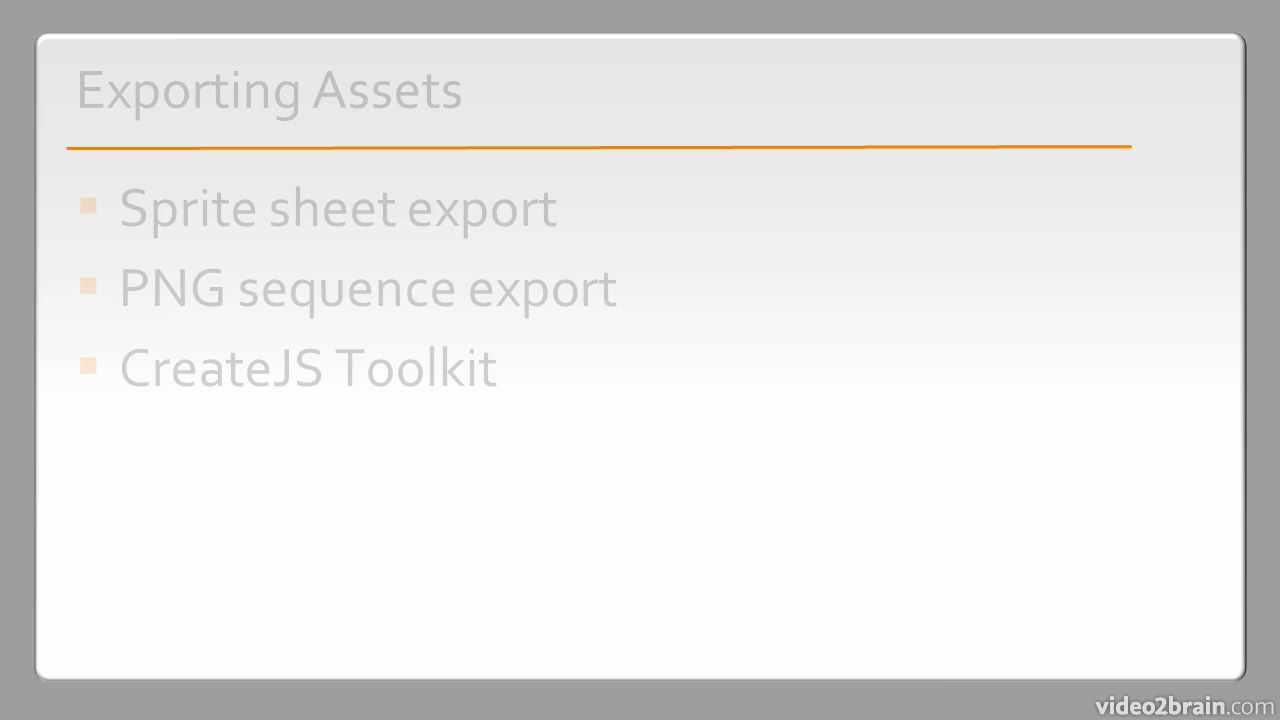 Exporting Assets
Sprite sheet export
PNG sequence export
CreateJS Toolkit
video2brain.com